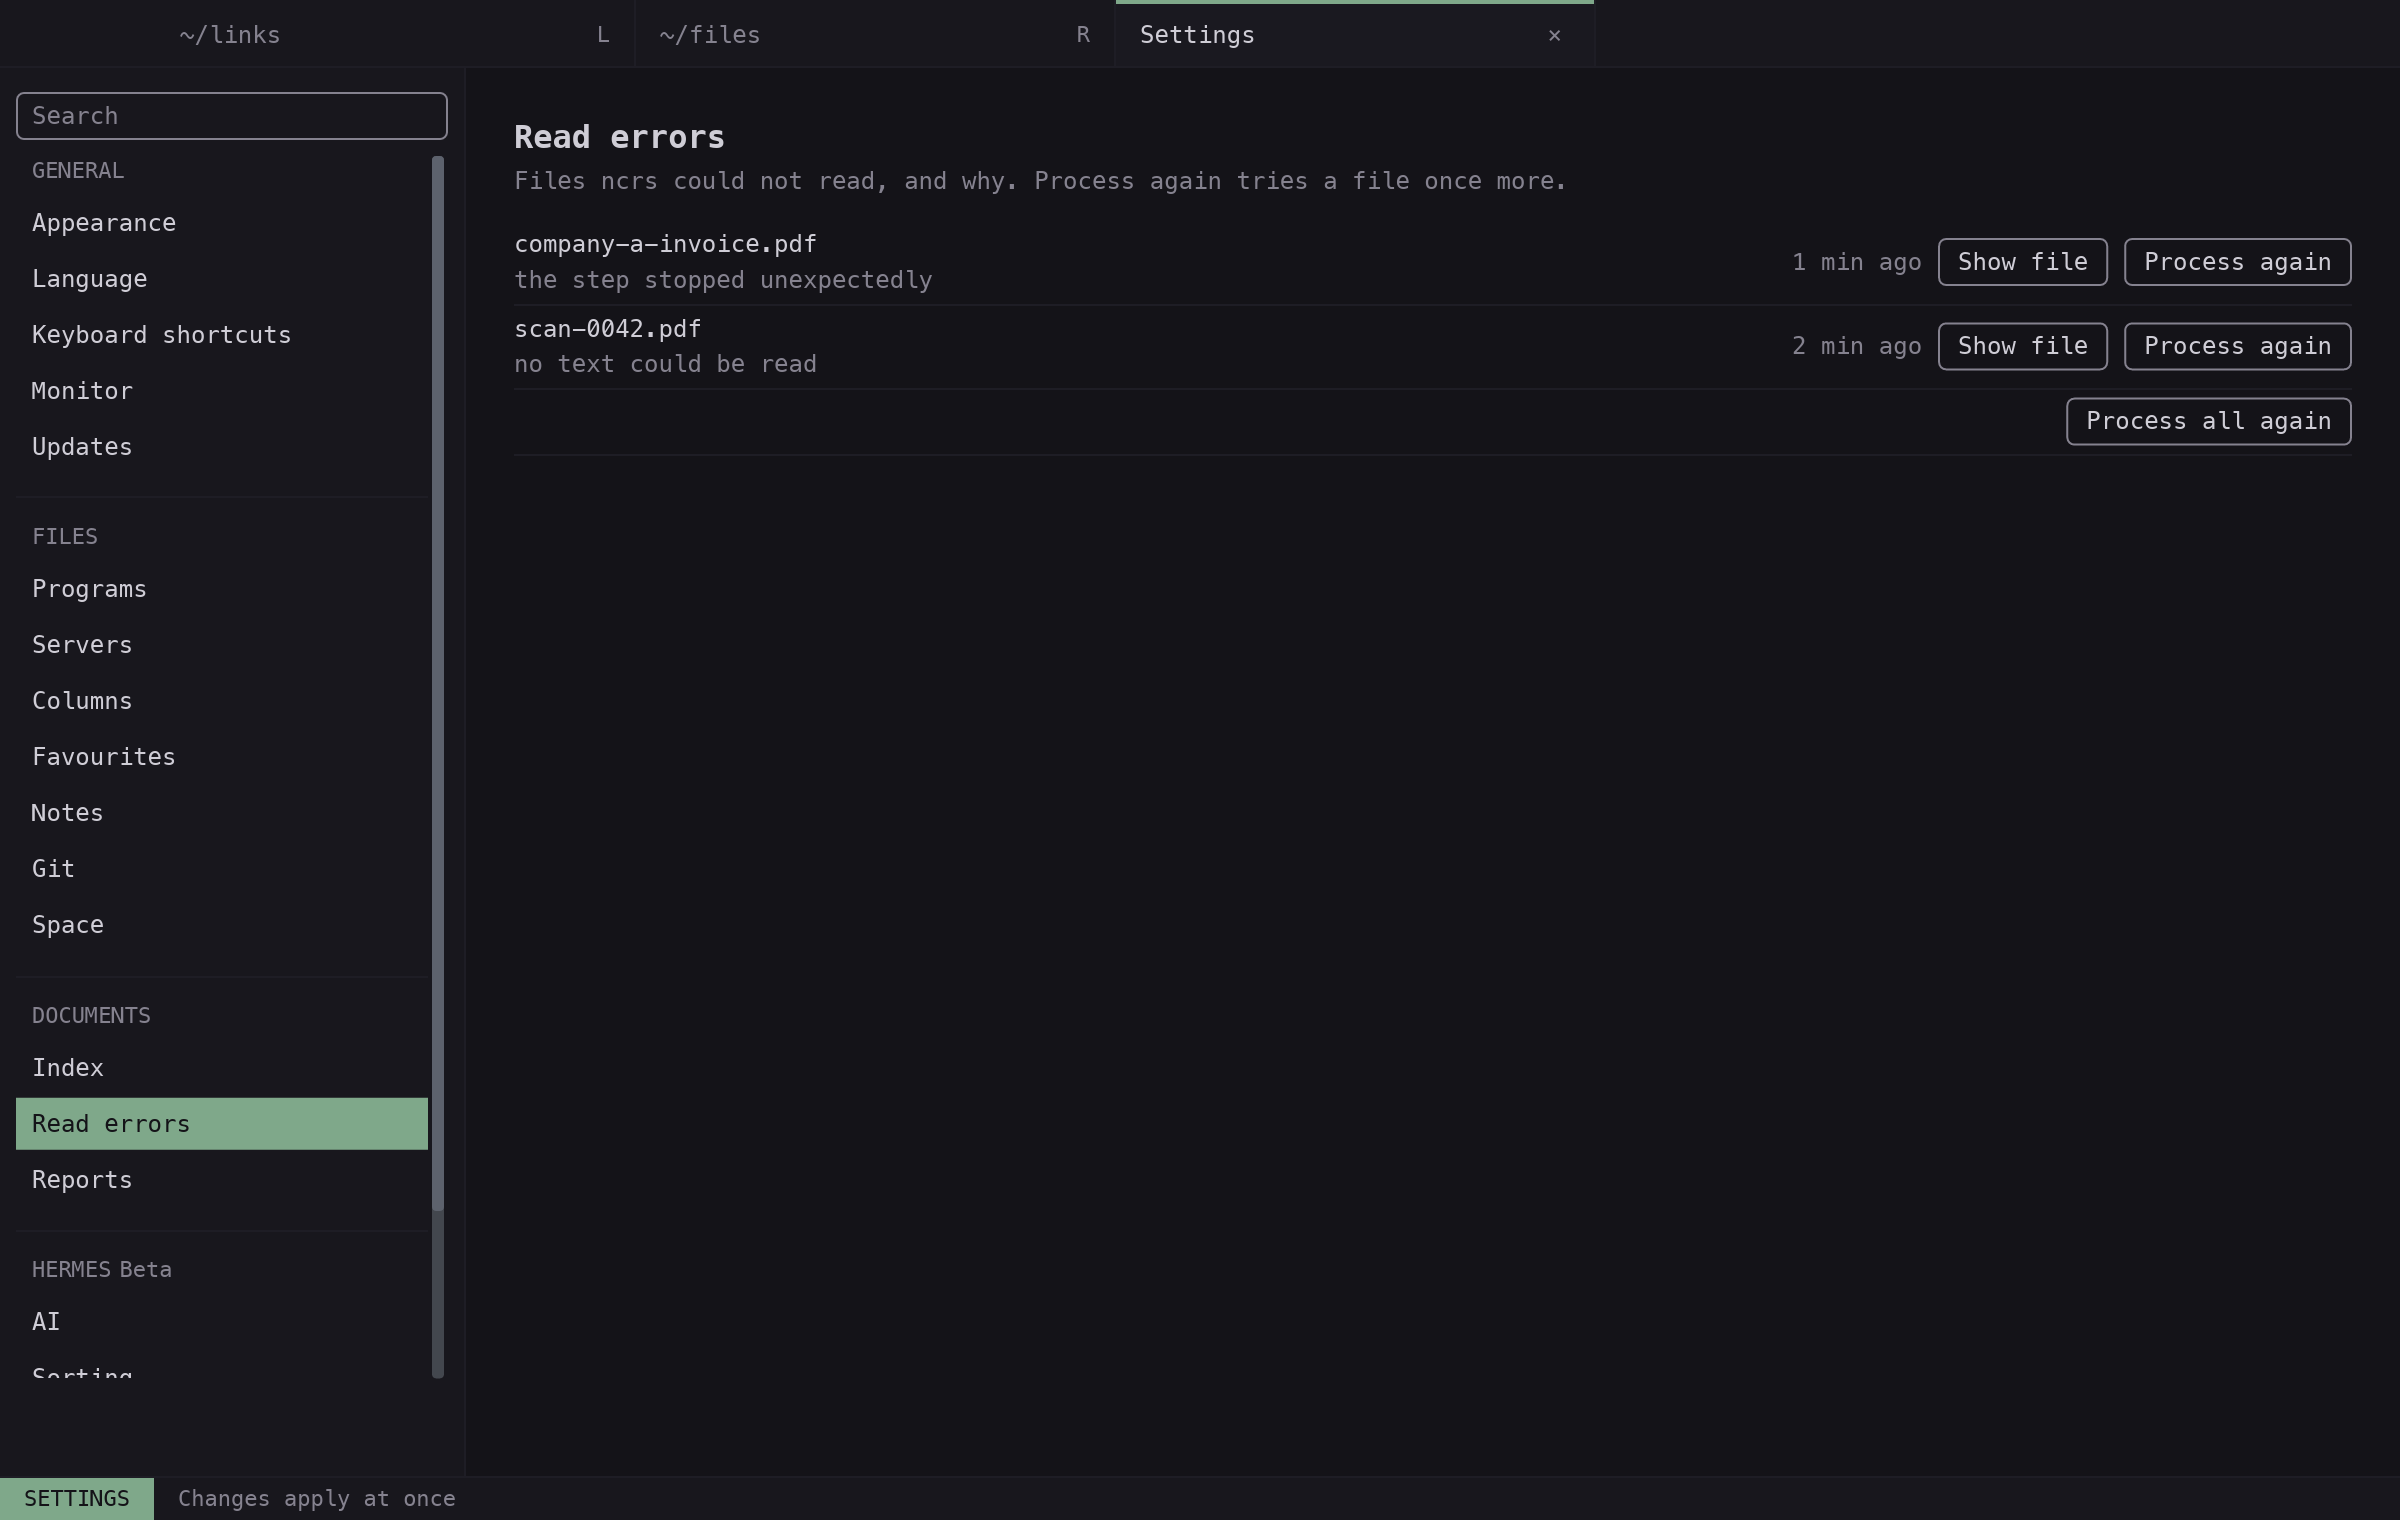 ~/links L ~/files R Settings ×
Search
GENERAL
Appearance
Language
Keyboard shortcuts
Monitor
Updates
FILES
Programs
Servers
Columns
Favourites
Notes
Git
Space
DOCUMENTS
Index
Read errors
Reports
HERMES Beta
AI
Sorting
Read errors
Files ncrs could not read, and why. Process again tries a file once more.
company-a-invoice.pdf
the step stopped unexpectedly
1 min ago Show file Process again
scan-0042.pdf
no text could be read
2 min ago Show file Process again
Process all again
SETTINGS Changes apply at once